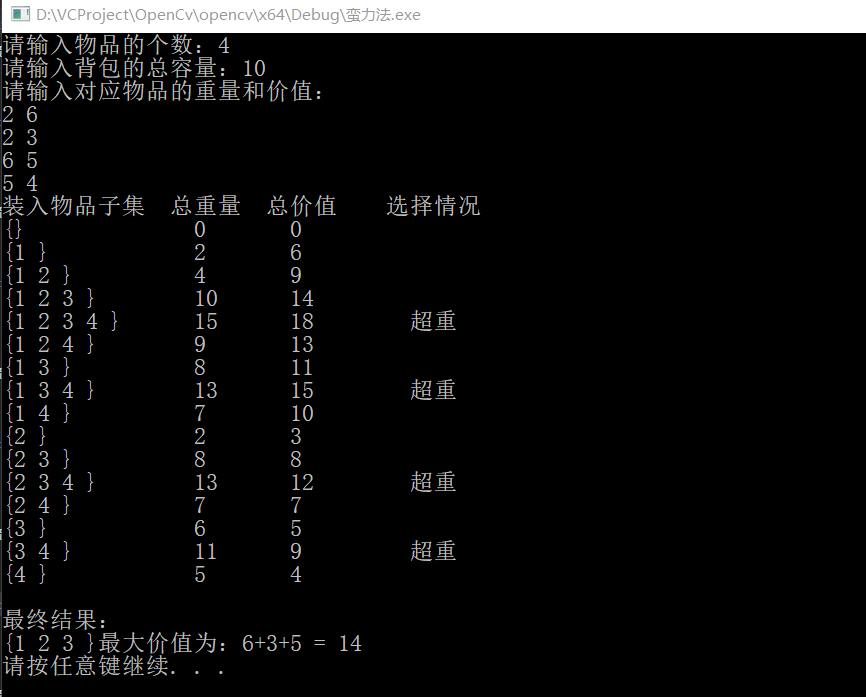 D:\VCProject\OpenCv\opencv\x64\Debug\蛮力法.exe
请输入物品的个数：4
请输入背包的总容量：10
请输入对应物品的重量和价值：
2 6
2 3
6 5
5 4
装入物品子集 总重量 总价值 选择情况
{} 0 0
{1 } 2 6
{1 2 } 4 9
{1 2 3 } 10 14
{1 2 3 4 } 15 18 超重
{1 2 4 } 9 13
{1 3 } 8 11
{1 3 4 } 13 15 超重
{1 4 } 7 10
{2 } 2 3
{2 3 } 8 8
{2 3 4 } 13 12 超重
{2 4 } 7 7
{3 } 6 5
{3 4 } 11 9 超重
{4 } 5 4
最终结果：
{1 2 3 }最大价值为：6+3+5 = 14
请按任意键继续. . .